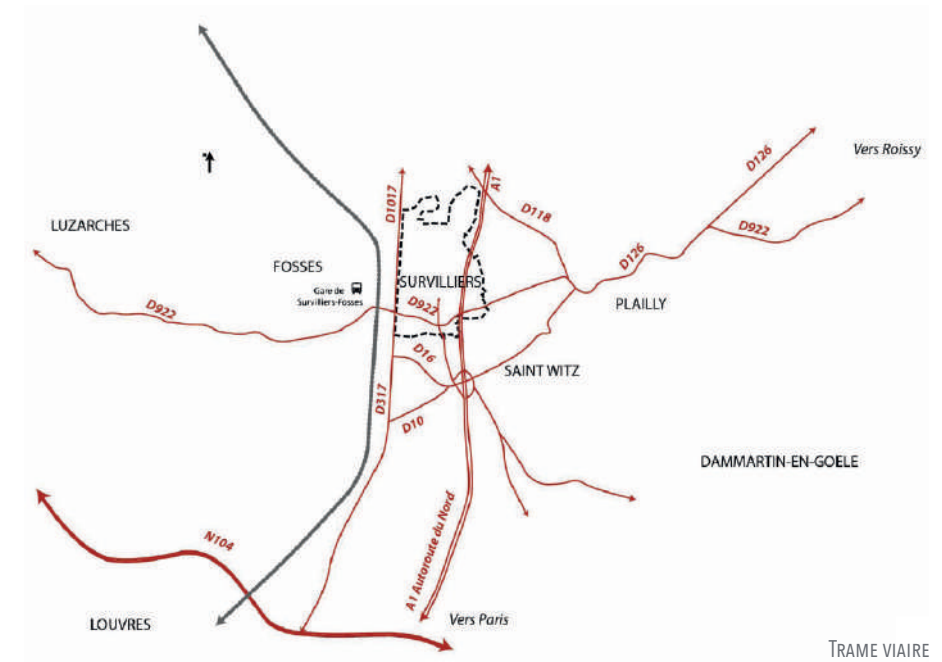 D126
Vers Roissy
D1017
A1
D118
LUZARCHES
D922
D126
FOSSES
SURVILLIERS
Gare de
Survilliers-Fosses
PLAILLY
D922
D922
D16
SAINT WITZ
D317
D10
DAMMARTIN-EN-GOELE
A1 Autoroute du Nord
N104
LOUVRES
Vers Paris
TRAME VIAIRE